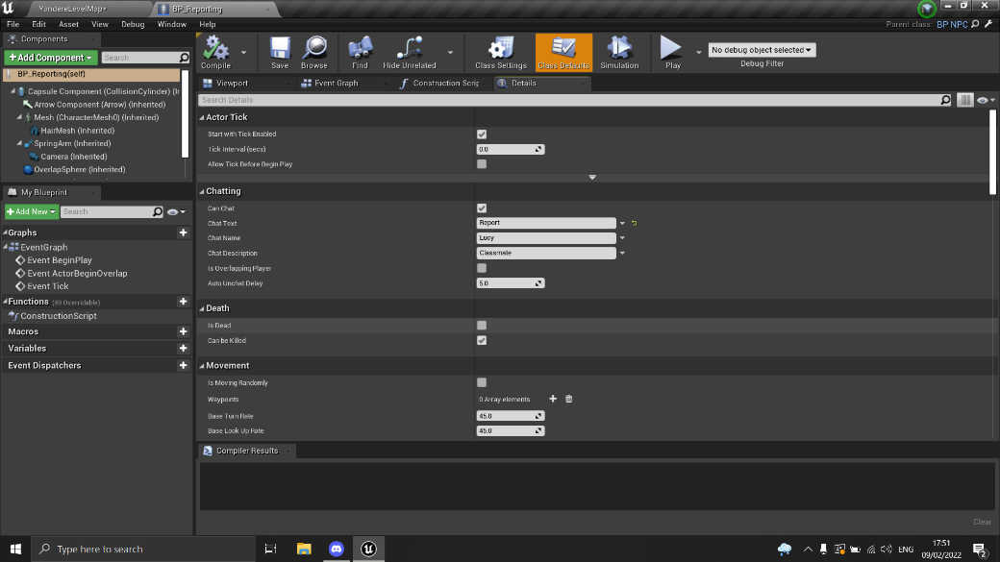 YandereLevelMap*
BP_Reporting
File Edit Asset View Debug Window Help
Parent class: BP NPC
Components
+Add Component
Search
BP_Reporting(self)
Capsule Component (CollisionCylinder) (In
Arrow Component (Arrow) (Inherited)
Mesh (CharacterMesh0) (Inherited)
HairMesh (Inherited)
SpringArm (Inherited)
Camera (Inherited)
OverlapSphere (Inherited)
My Blueprint
+Add New
Search
Graphs
EventGraph
Event BeginPlay
Event ActorBeginOverlap
Event Tick
Functions (49 Overridable)
ConstructionScript
Macros
Variables
Event Dispatchers
Compile
Save
Browse
Find
Hide Unrelated
Class Settings
Class Defaults
Simulation
Play
No debug object selected
Debug Filter
Viewport
Event Graph
Construction Scrip
Details
Search Details
Actor Tick
Start with Tick Enabled
Tick Interval (secs) 0.0
Allow Tick Before Begin Play
Chatting
Can Chat
Chat Text Report
Chat Name Lucy
Chat Description Classmate
Is Overlapping Player
Auto Unchat Delay 5.0
Death
Is Dead
Can be Killed
Movement
Is Moving Randomly
Waypoints 0 Array elements
Base Turn Rate 45.0
Base Look Up Rate 45.0
Compiler Results
Clear
Type here to search
ENG
17:51
09/02/2022
2